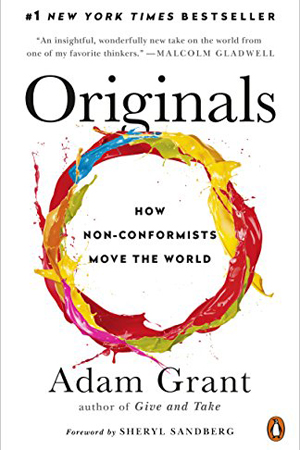 #1 NEW YORK TIMES BESTSELLER
"An insightful, wonderfully new take on the world from
one of my favorite thinkers." —MALCOLM GLADWELL
Originals
HOW
NON-CONFORMISTS
MOVE THE WORLD
Adam Grant
author of Give and Take
Foreword by SHERYL SANDBERG